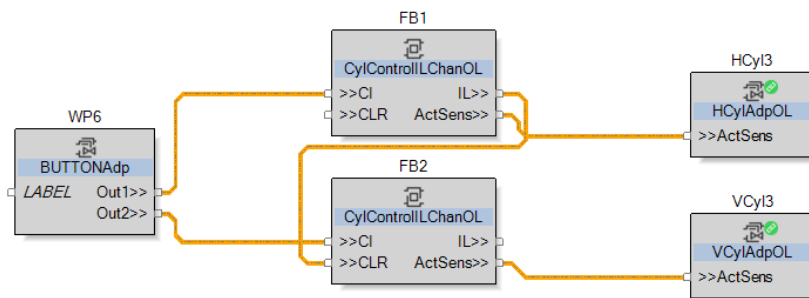 FB1
CylControlILChanOL
>>CI IL>>
>>CLR ActSens>>
HCyl3
HCylAdpOL
>>ActSens
WP6
BUTTONAdp
LABEL Out1>>
Out2>>
FB2
CylControlILChanOL
>>CI IL>>
>>CLR ActSens>>
VCyl3
VCylAdpOL
>>ActSens